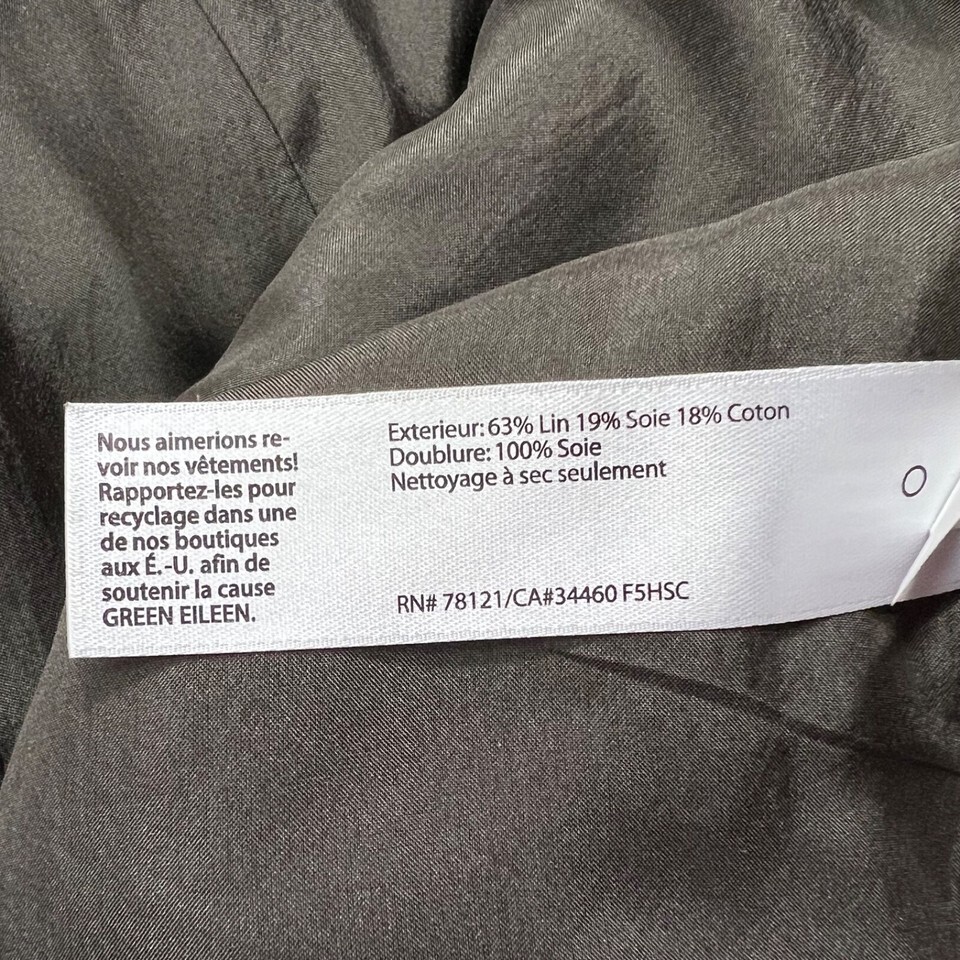 Nous aimerions re-
voir nos vêtements!
Rapportez-les pour
recyclage dans une
de nos boutiques
aux É.-U. afin de
soutenir la cause
GREEN EILEEN.
Exterieur: 63% Lin 19% Soie 18% Coton
Doublure: 100% Soie
Nettoyage à sec seulement
RN# 78121/CA#34460 F5HSC